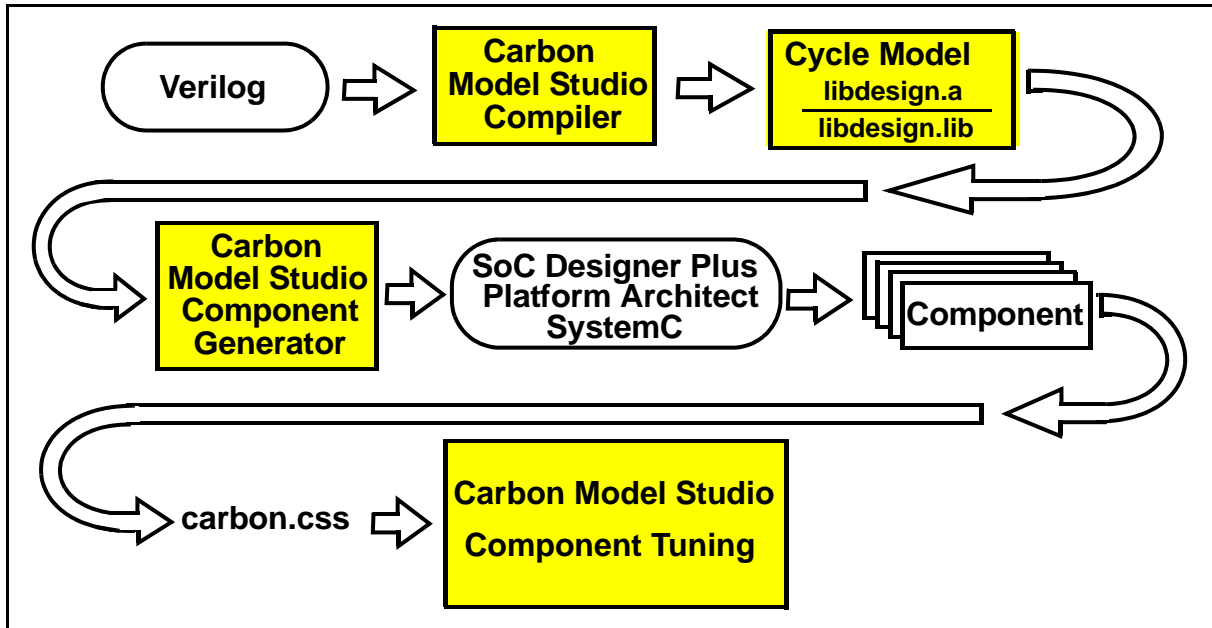 Verilog
Carbon
Model Studio
Compiler
Cycle Model
libdesign.a
libdesign.lib
Carbon
Model Studio
Component
Generator
SoC Designer Plus
Platform Architect
SystemC
Component
carbon.css
Carbon Model Studio
Component Tuning